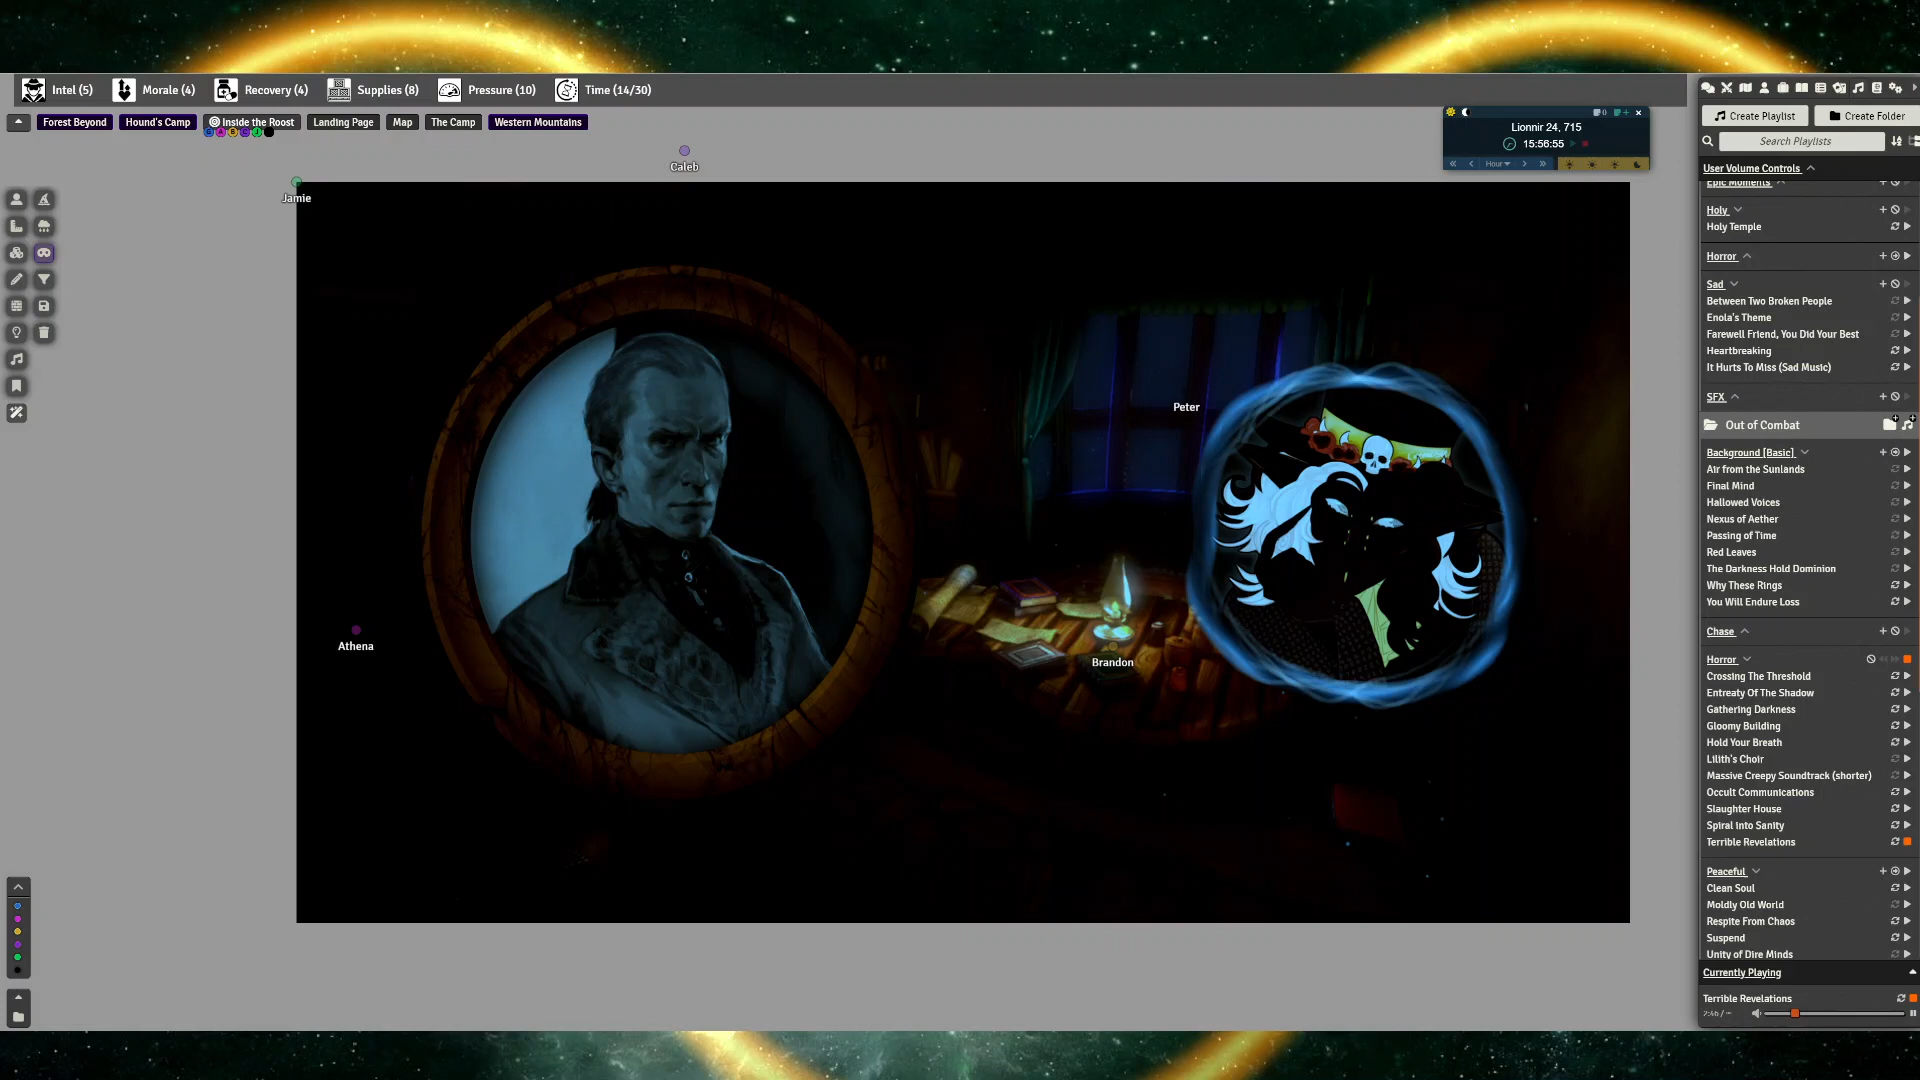 Intel (5)
Morale (4)
Recovery (4)
Supplies (8)
Pressure (10)
Time (14/30)
Forest Beyond
Hound's Camp
Inside the Roost
Landing Page
Map
The Camp
Western Mountains
G A B C J
Lionnir 24, 715
15:56:55
Hour
Caleb
Jamie
Peter
Athena
Brandon
Create Playlist
Create Folder
Search Playlists
User Volume Controls
Epic Moments
Holy
Holy Temple
Horror
Sad
Between Two Broken People
Enola's Theme
Farewell Friend, You Did Your Best
Heartbreaking
It Hurts To Miss (Sad Music)
SFX
Out of Combat
Background [Basic]
Air from the Sunlands
Final Mind
Hallowed Voices
Nexus of Aether
Passing of Time
Red Leaves
The Darkness Hold Dominion
Why These Rings
You Will Endure Loss
Chase
Horror
Crossing The Threshold
Entreaty Of The Shadow
Gathering Darkness
Gloomy Building
Hold Your Breath
Lilith's Choir
Massive Creepy Soundtrack (shorter)
Occult Communications
Slaughter House
Spiral into Sanity
Terrible Revelations
Peaceful
Clean Soul
Moldly Old World
Respite From Chaos
Suspend
Unity of Dire Minds
Currently Playing
Terrible Revelations
2:46 / ∞